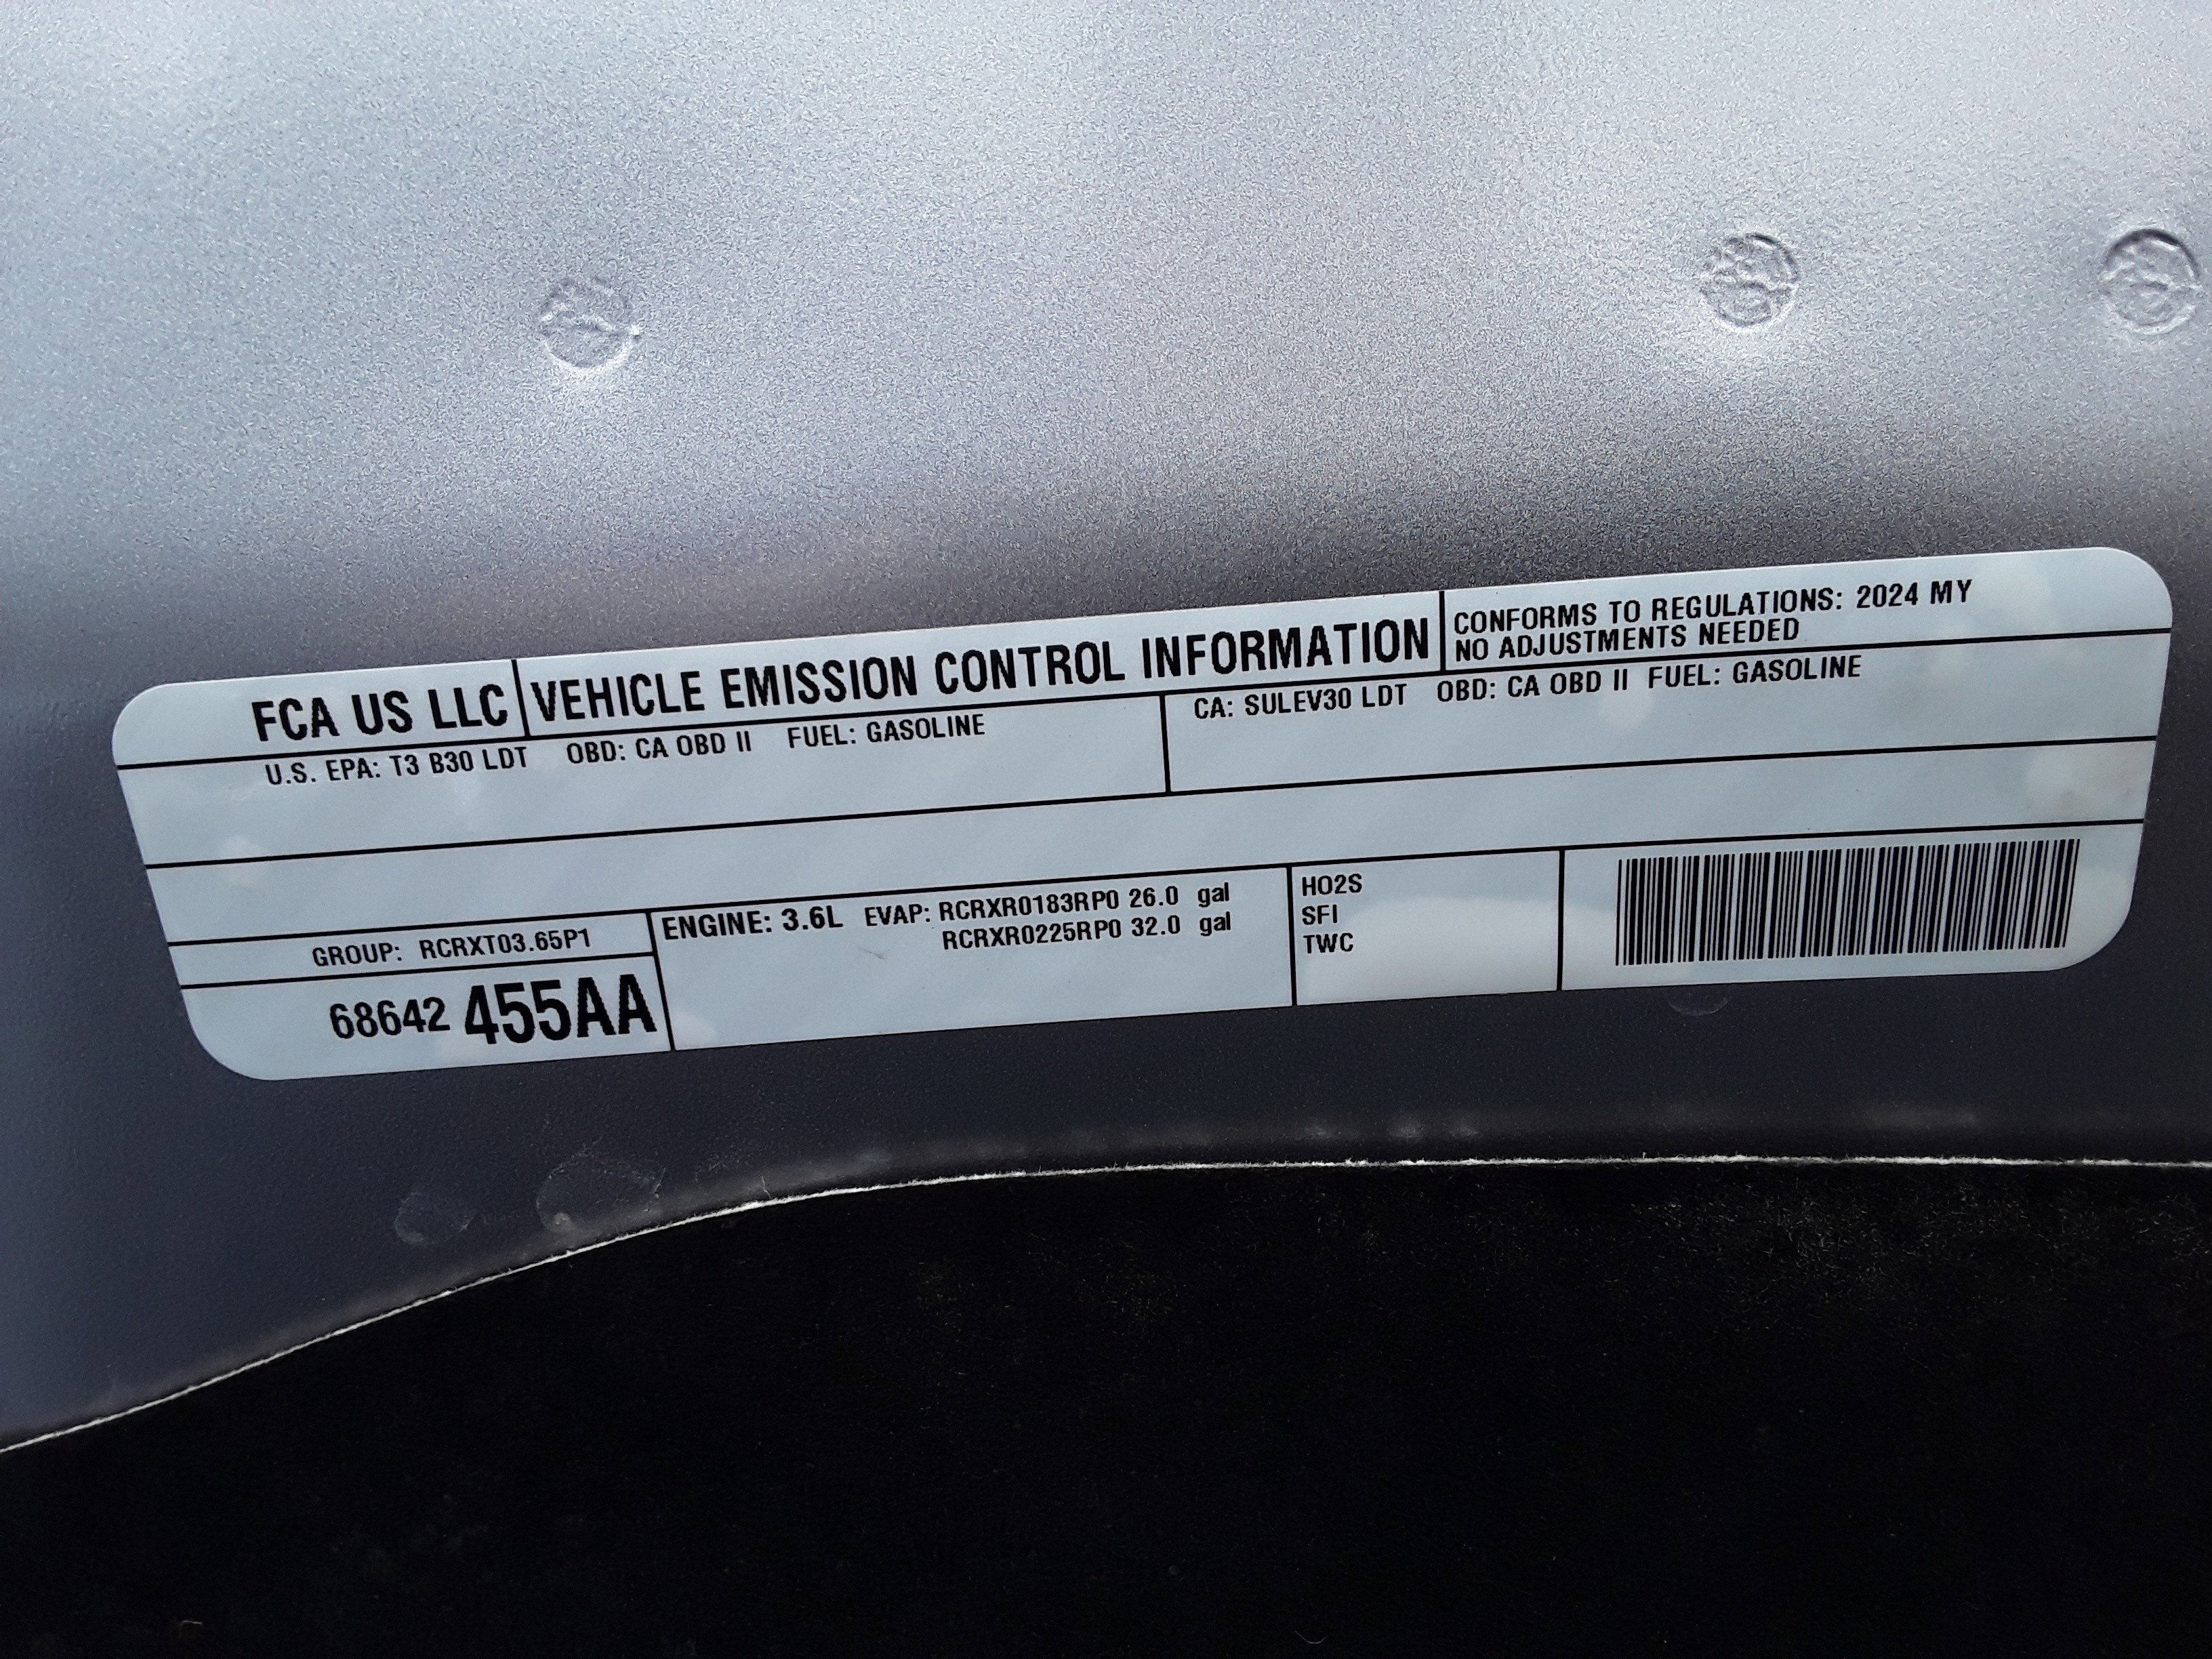 FCA US LLC VEHICLE EMISSION CONTROL INFORMATION
CONFORMS TO REGULATIONS: 2024 MY
NO ADJUSTMENTS NEEDED
U.S. EPA: T3 B30 LDT OBD: CA OBD II FUEL: GASOLINE
CA: SULEV30 LDT OBD: CA OBD II FUEL: GASOLINE
GROUP: RCRXT03.65P1
68642 455AA
ENGINE: 3.6L EVAP: RCRXR0183RP0 26.0 gal
RCRXR0225RP0 32.0 gal
HO2S
SFI
TWC